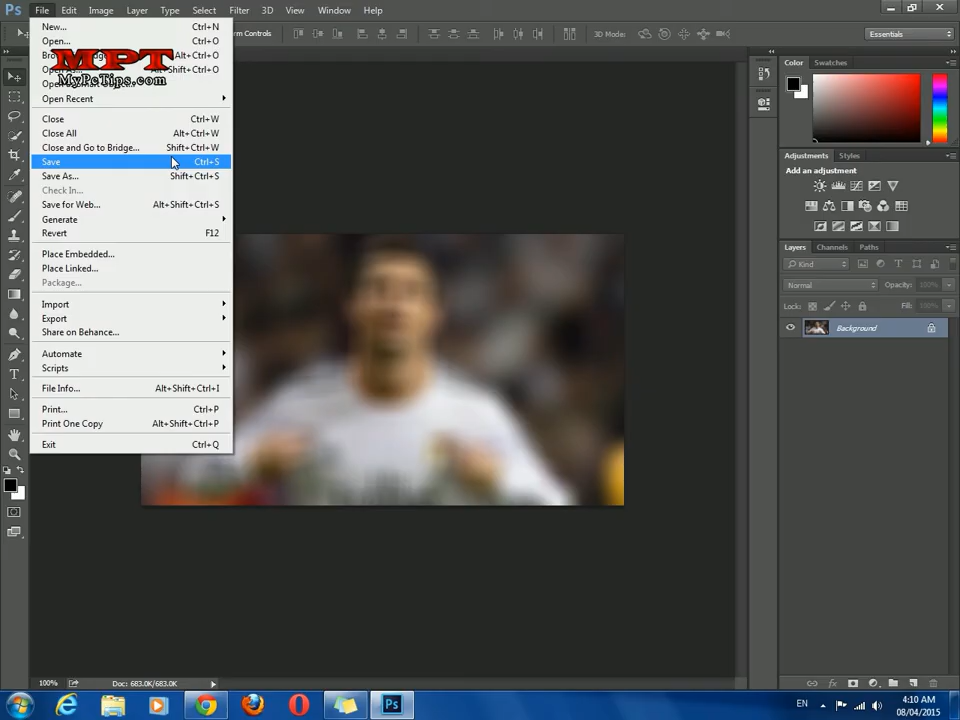 Ps File Edit Image Layer Type Select Filter 3D View Window Help
Form Controls 3D Mode: Essentials
New... Ctrl+N
Open... Ctrl+O
Alt+Ctrl+O
MPT
Alt+Shift+Ctrl+O
MyPcTips.com
Open Recent
Close Ctrl+W
Close All Alt+Ctrl+W
Close and Go to Bridge... Shift+Ctrl+W
Save Ctrl+S
Save As... Shift+Ctrl+S
Check In...
Save for Web... Alt+Shift+Ctrl+S
Generate
Revert F12
Place Embedded...
Place Linked...
Package...
Import
Export
Share on Behance...
Automate
Scripts
File Info... Alt+Shift+Ctrl+I
Print... Ctrl+P
Print One Copy Alt+Shift+Ctrl+P
Exit Ctrl+Q
Color Swatches
Adjustments Styles
Add an adjustment
Layers Channels Paths
Kind
Normal Opacity: 100%
Lock: Fill: 100%
Background
100% Doc: 683.0K/683.0K
EN 4:10 AM
08/04/2015